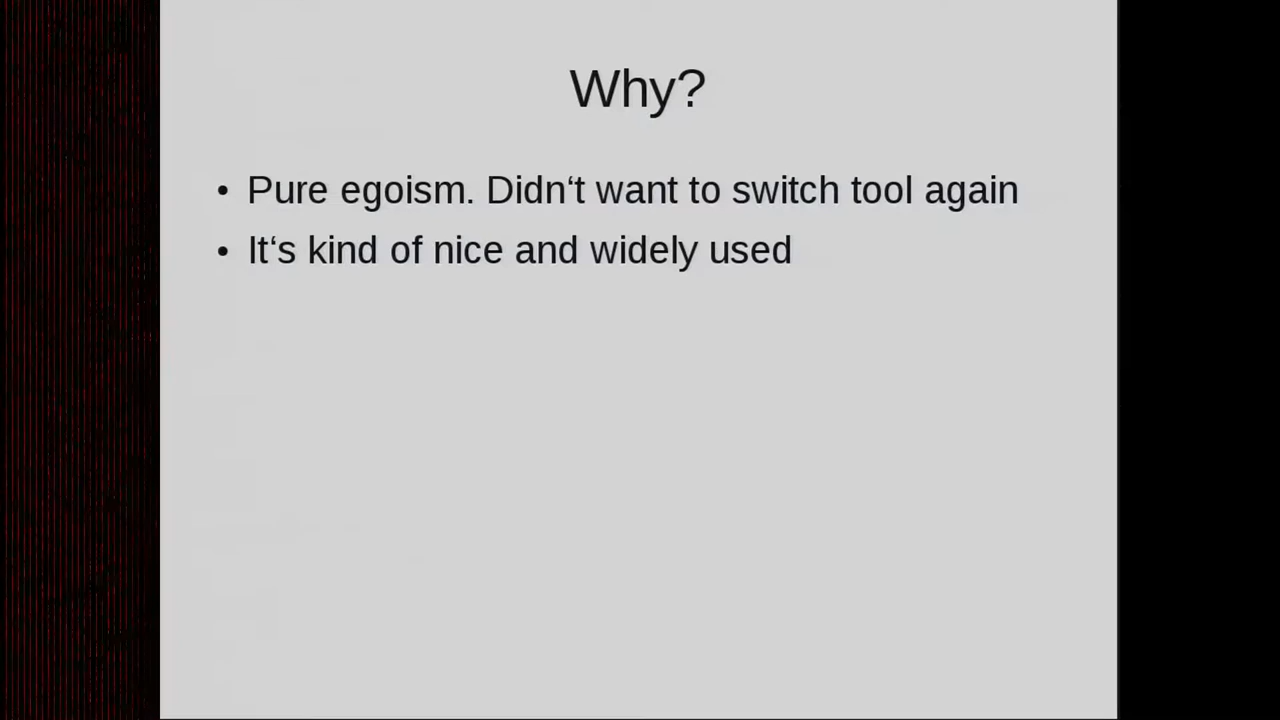 Why?
• Pure egoism. Didn‘t want to switch tool again
• It‘s kind of nice and widely used